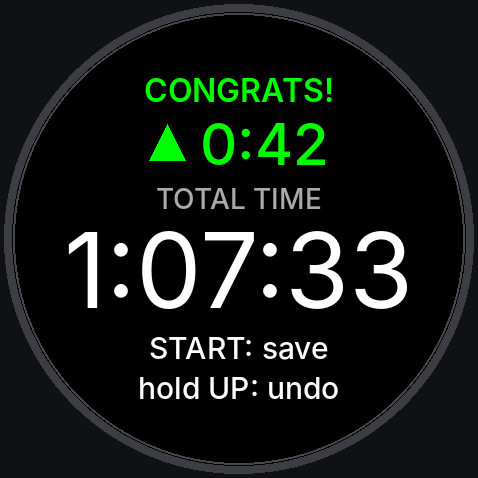 CONGRATS!
0:42
TOTAL TIME
1:07:33
START: save
hold UP: undo